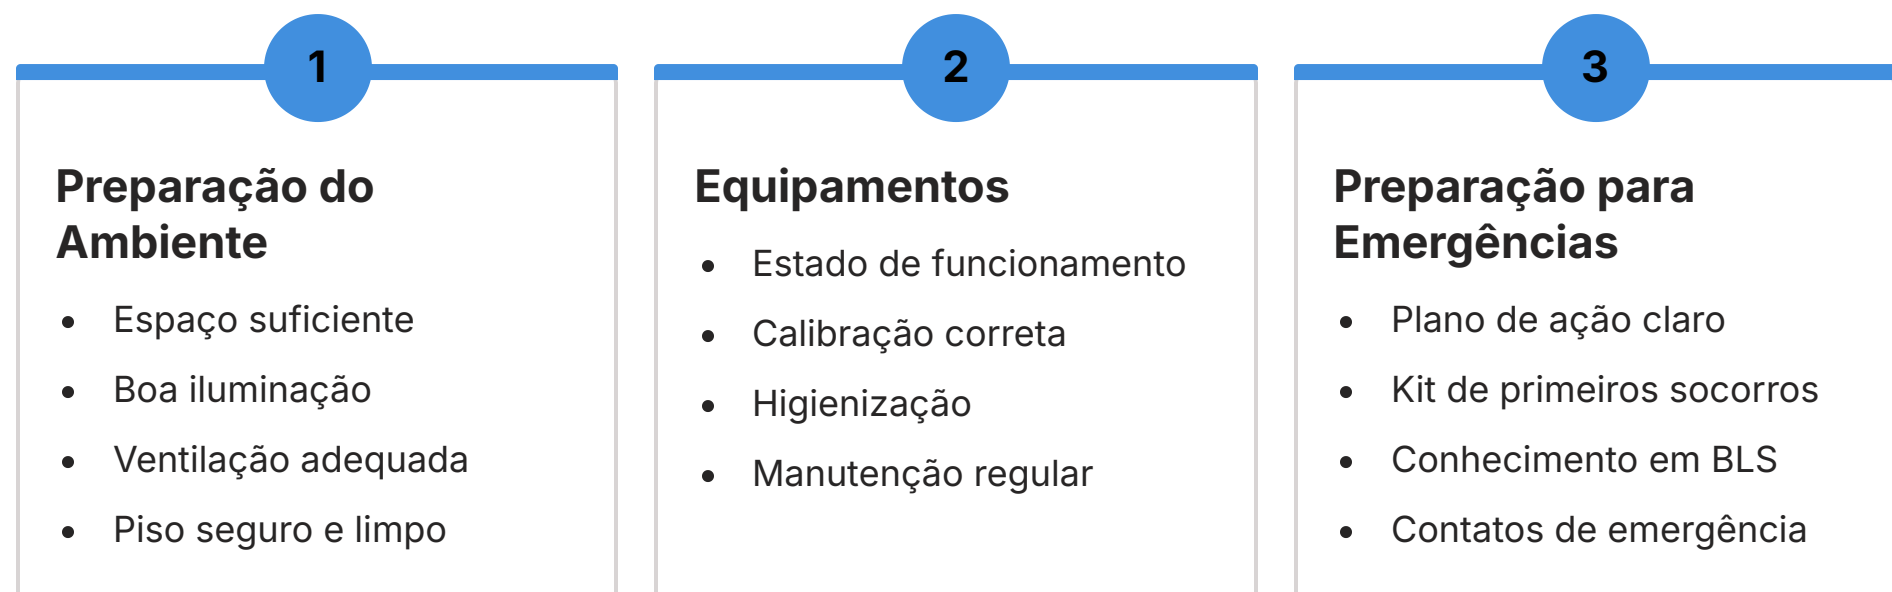 1
Preparação do
Ambiente
• Espaço suficiente
• Boa iluminação
• Ventilação adequada
• Piso seguro e limpo
2
Equipamentos
• Estado de funcionamento
• Calibração correta
• Higienização
• Manutenção regular
3
Preparação para
Emergências
• Plano de ação claro
• Kit de primeiros socorros
• Conhecimento em BLS
• Contatos de emergência